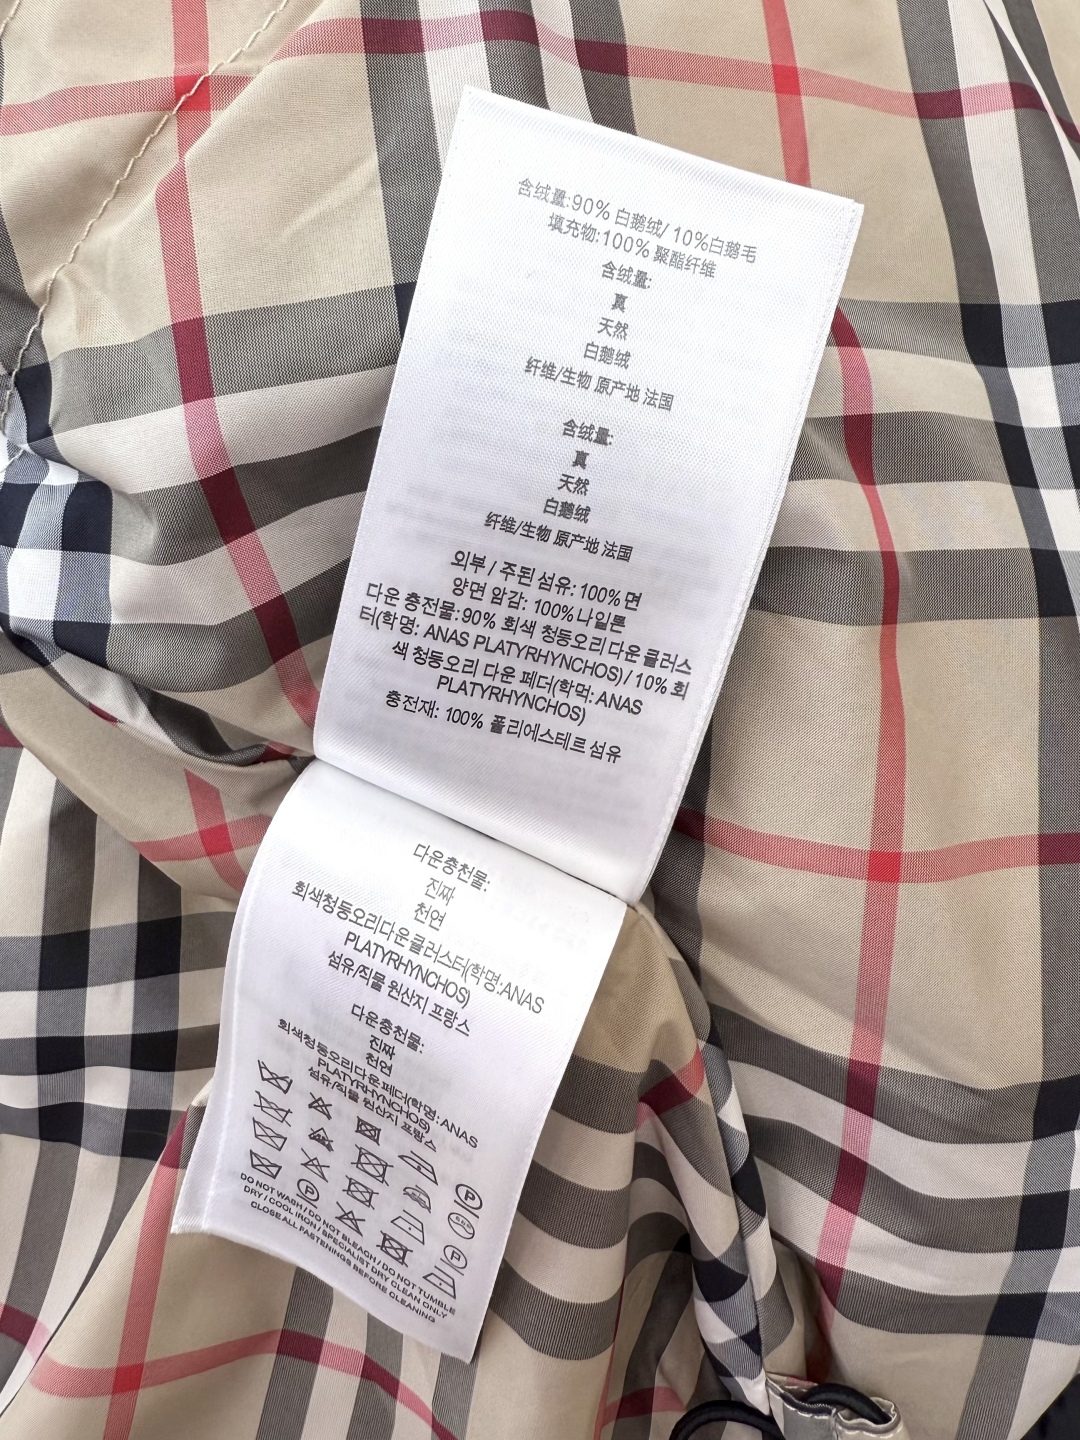 含绒量:90% 白鹅绒/ 10%白鹅毛
填充物:100% 聚酯纤维
含绒量:
真
天然
白鹅绒
纤维/生物 原产地 法国
含绒量:
真
天然
白鹅绒
纤维/生物 原产地 法国
외부 / 주된 섬유: 100% 면
양면 암감: 100%나일론
다운 충전물:90% 회색 청둥오리 다운 클러스
터(학명: ANAS PLATYRHYNCHOS) / 10% 회
색 청둥오리 다운 페더(학먹: ANAS
PLATYRHYNCHOS)
충전재: 100% 폴리에스테르 섬유
다운충천물:
진짜
천연
회색청둥오리다운클러스터(학명:ANAS
PLATYRHYNCHOS)
섬유/직물 원산지 프랑스
다운충천물:
진짜
천연
회색청둥오리다운페더(학명:ANAS
PLATYRHYNCHOS)
섬유/직물 원산지 프랑스
P
P
P
DO NOT WASH / DO NOT BLEACH / DO NOT TUMBLE
DRY / COOL IRON / SPECIALIST DRY CLEAN ONLY
CLOSE ALL FASTENINGS BEFORE CLEANING